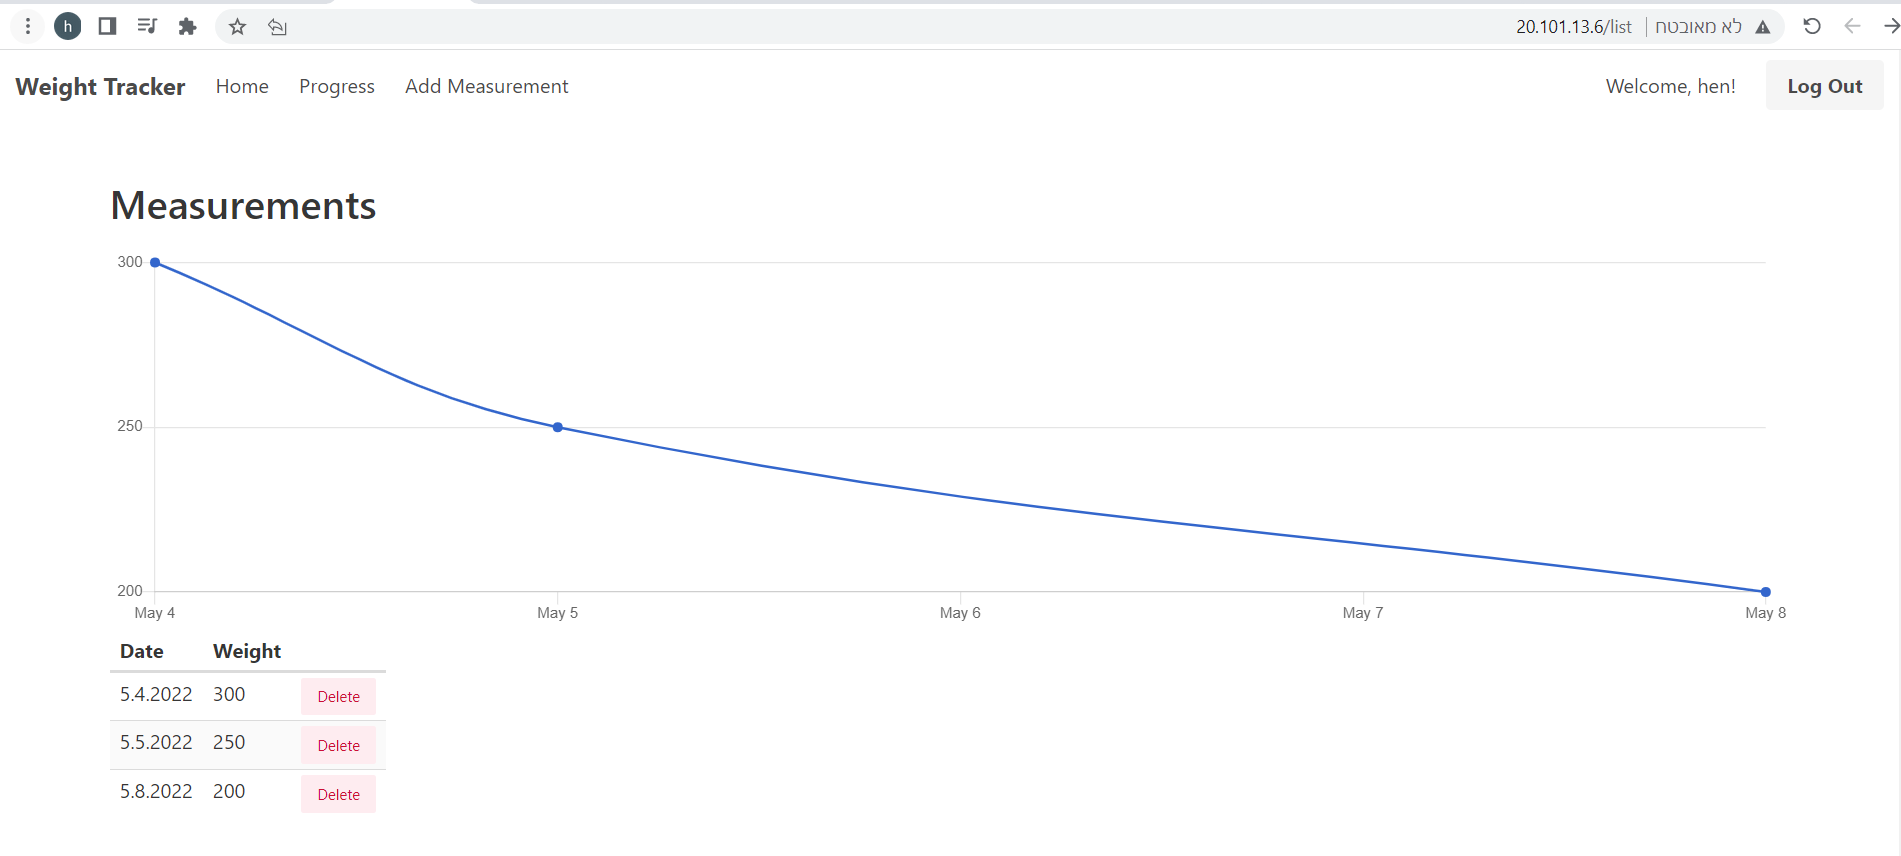 h 20.101.13.6/list לא מאובטח
Weight Tracker Home Progress Add Measurement Welcome, hen! Log Out
Measurements
300
250
200
May 4 May 5 May 6 May 7 May 8
Date Weight
5.4.2022 300 Delete
5.5.2022 250 Delete
5.8.2022 200 Delete